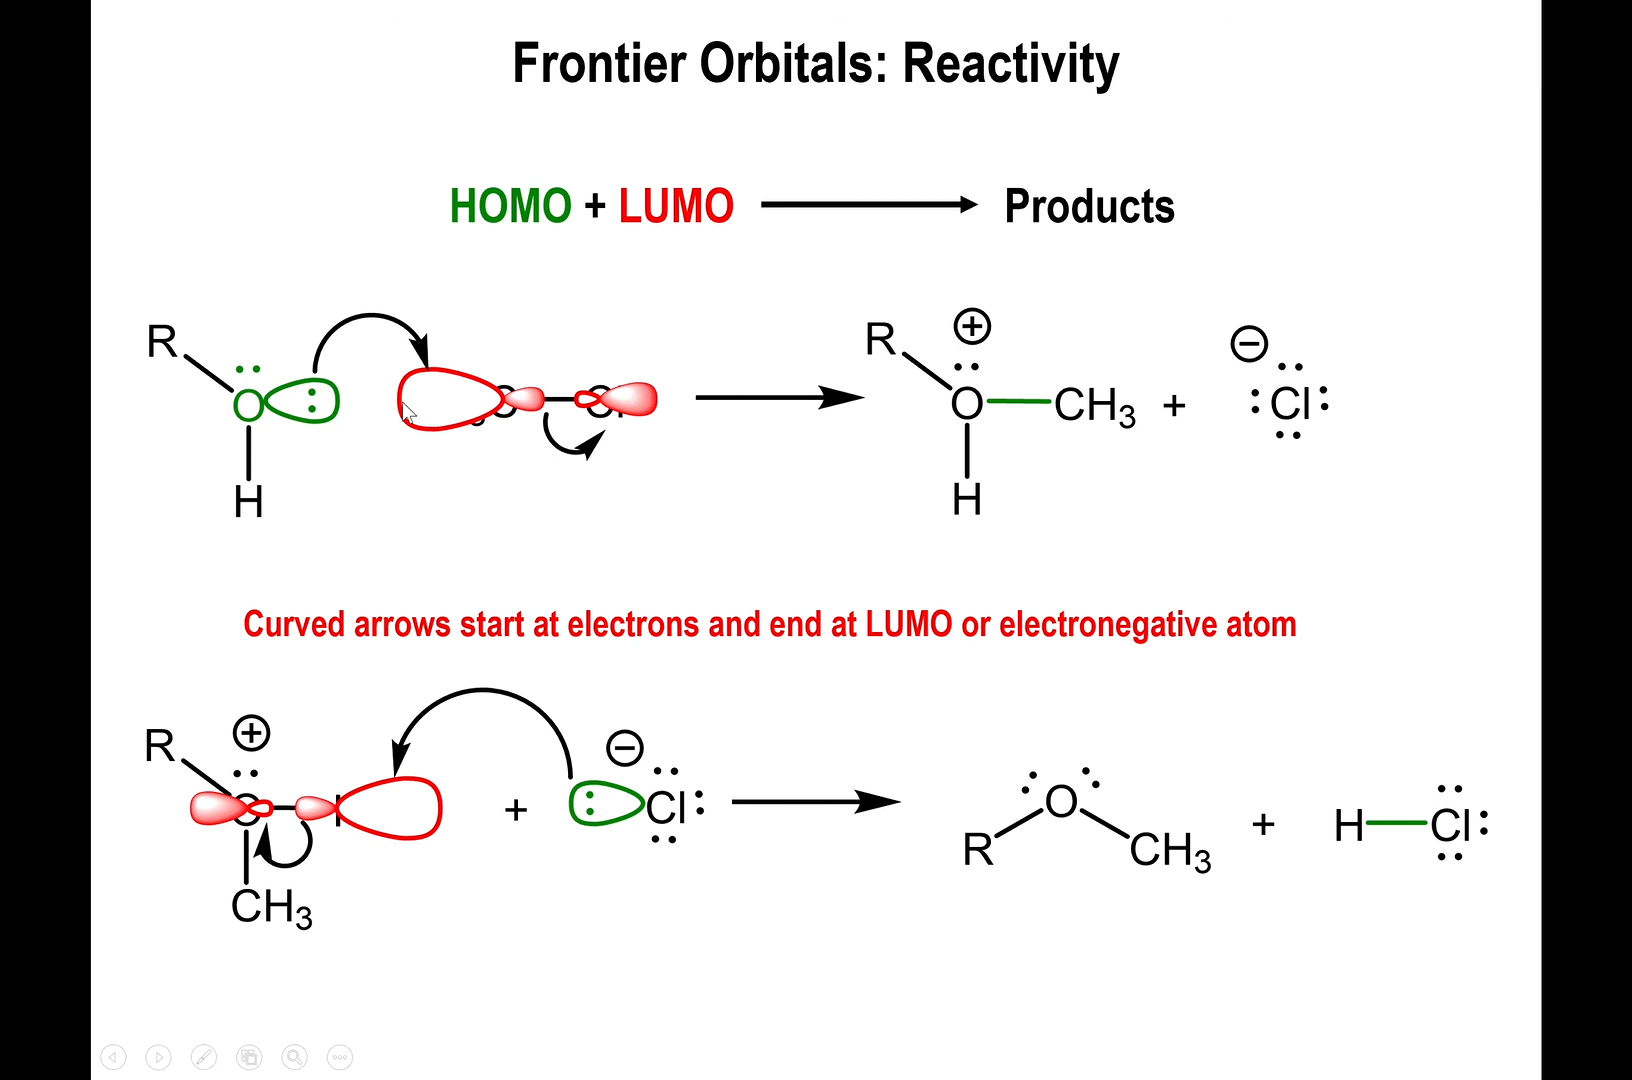 Frontier Orbitals: Reactivity
HOMO + LUMO Products
R
O
H
R
O CH3 + Cl
H
Curved arrows start at electrons and end at LUMO or electronegative atom
R
O
CH3
+ Cl
O
R CH3
+ H Cl